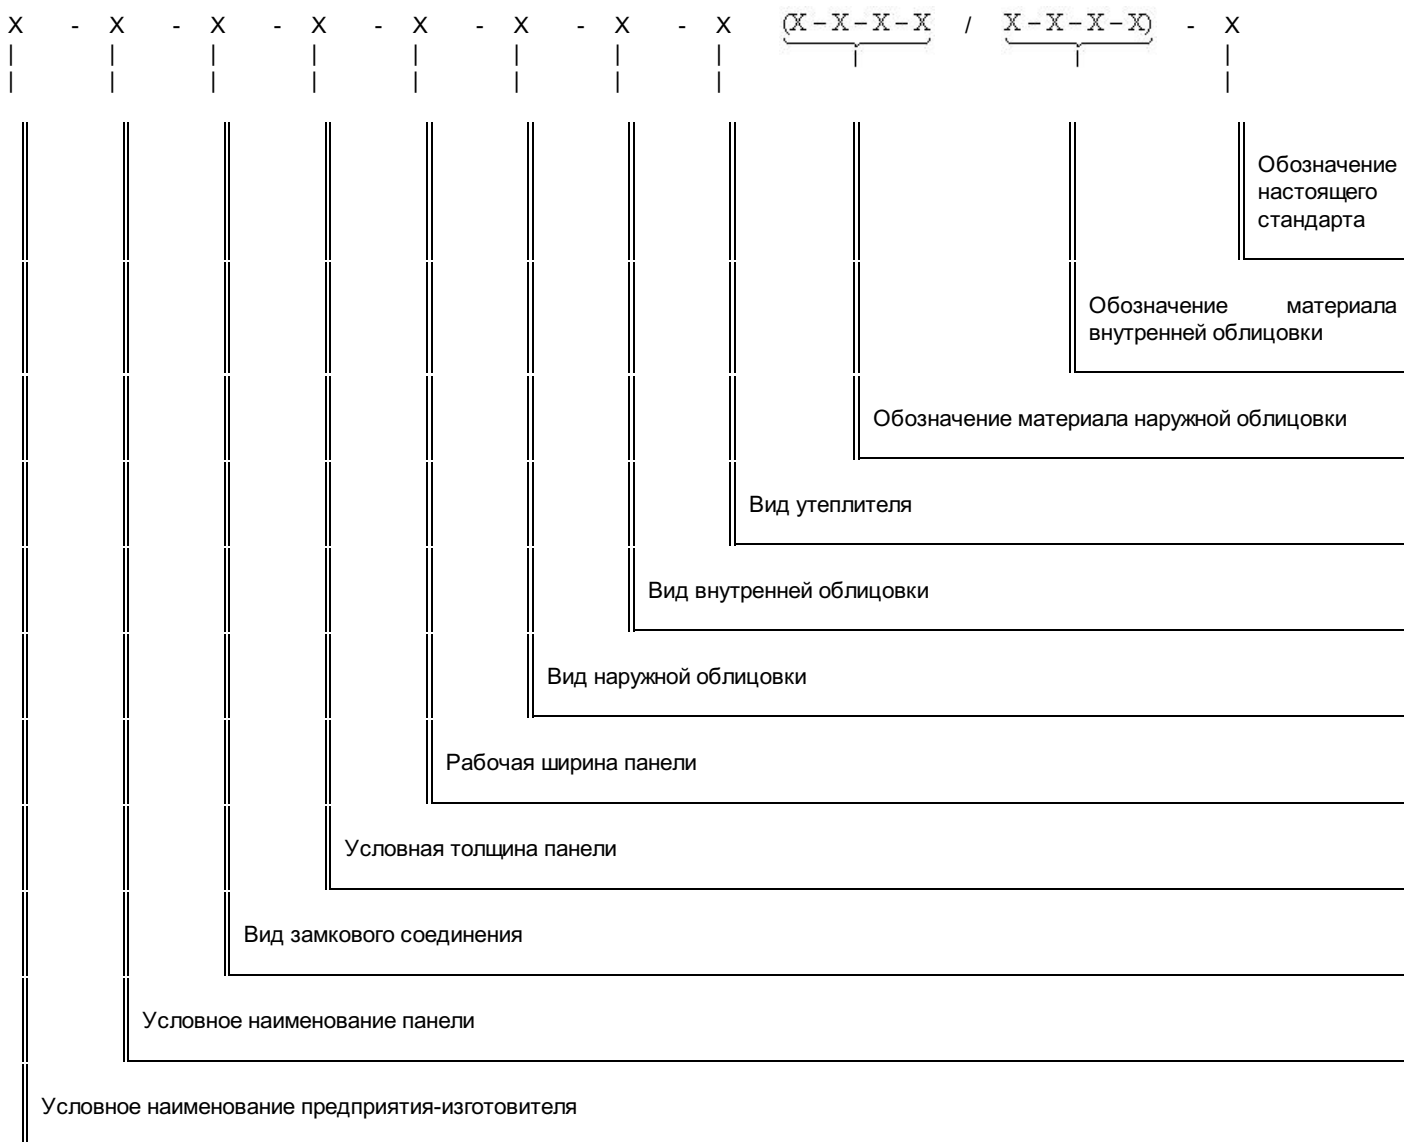 X - X - X - X - X - X - X - X (X – X – X – X / X – X – X – X) - X
Обозначение
настоящего
стандарта
Обозначение материала
внутренней облицовки
Обозначение материала наружной облицовки
Вид утеплителя
Вид внутренней облицовки
Вид наружной облицовки
Рабочая ширина панели
Условная толщина панели
Вид замкового соединения
Условное наименование панели
Условное наименование предприятия-изготовителя